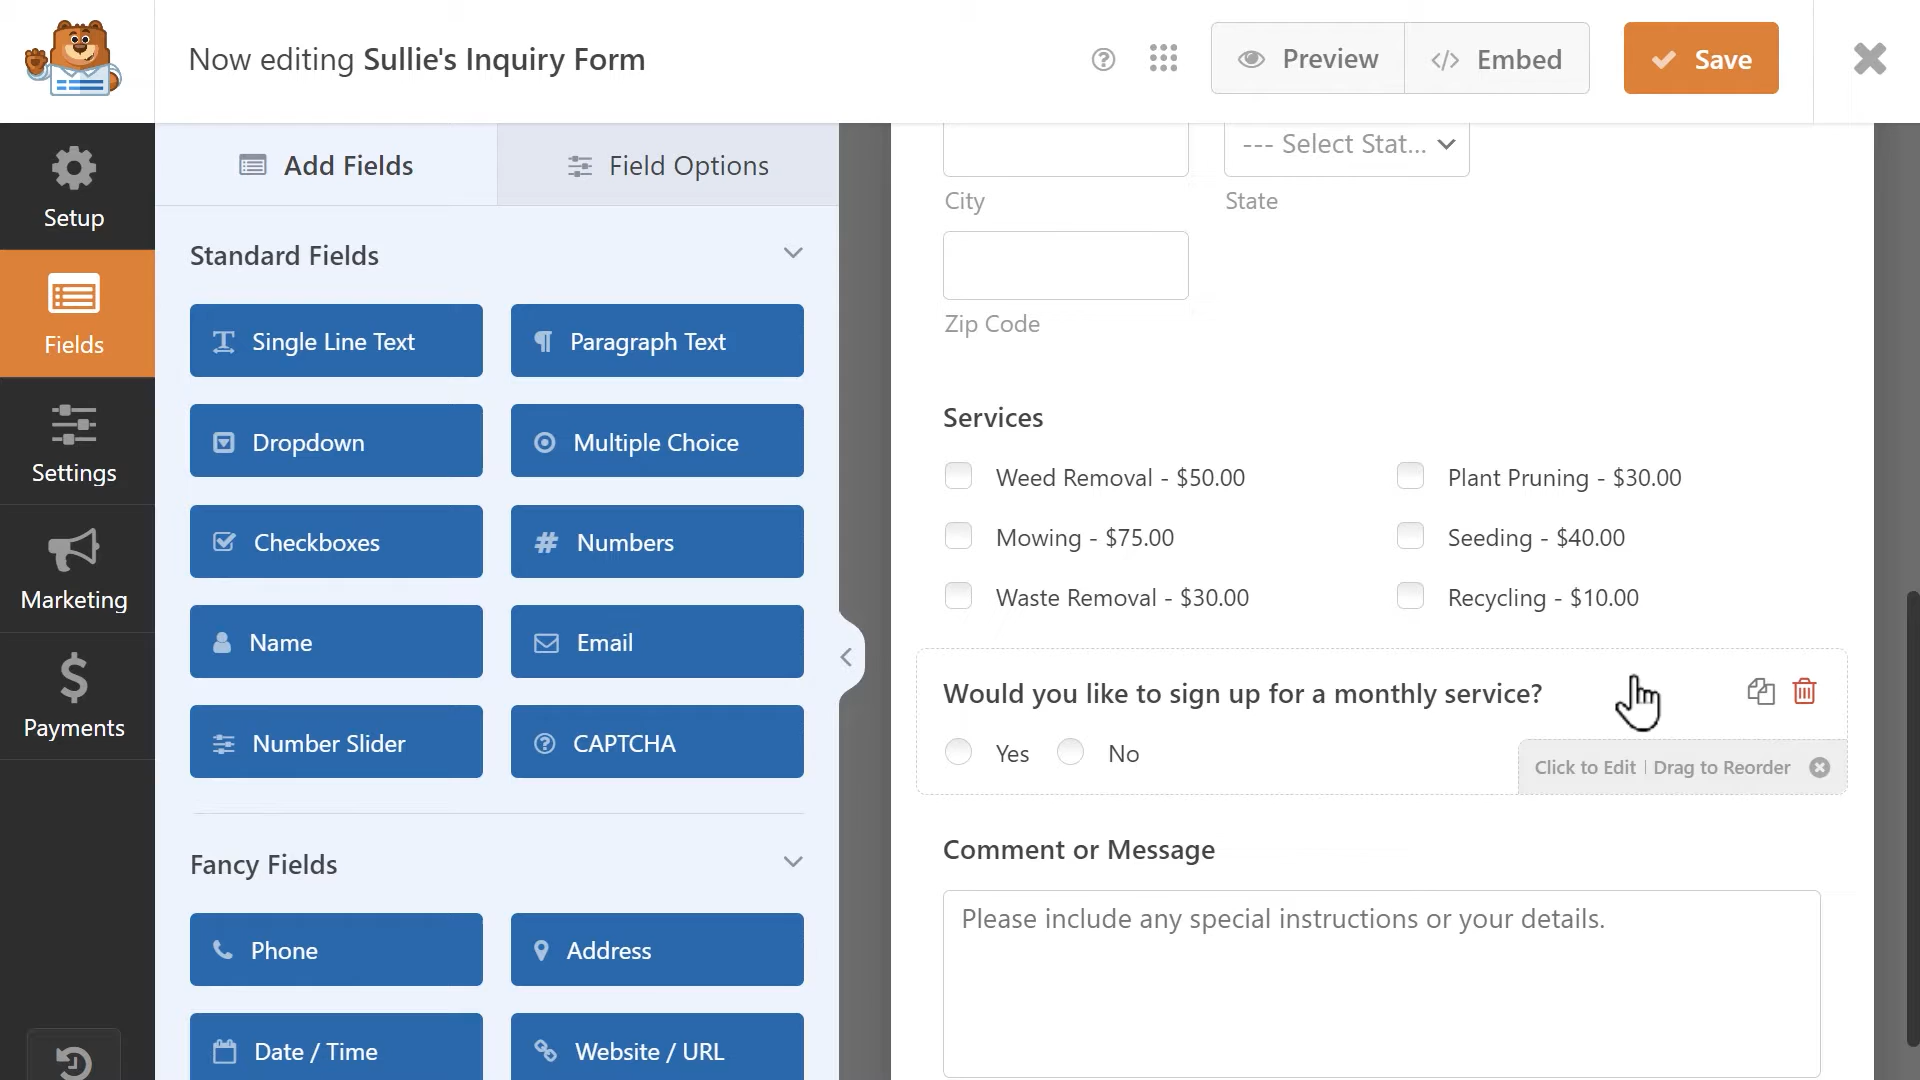 Now editing Sullie's Inquiry Form
Preview
Embed
Save
Setup
Fields
Settings
Marketing
Payments
Add Fields
Field Options
Standard Fields
Single Line Text
Paragraph Text
Dropdown
Multiple Choice
Checkboxes
Numbers
Name
Email
Number Slider
CAPTCHA
Fancy Fields
Phone
Address
Date / Time
Website / URL
--- Select Stat...
City
State
Zip Code
Services
Weed Removal - $50.00
Plant Pruning - $30.00
Mowing - $75.00
Seeding - $40.00
Waste Removal - $30.00
Recycling - $10.00
Would you like to sign up for a monthly service?
Yes
No
Click to Edit | Drag to Reorder
Comment or Message
Please include any special instructions or your details.